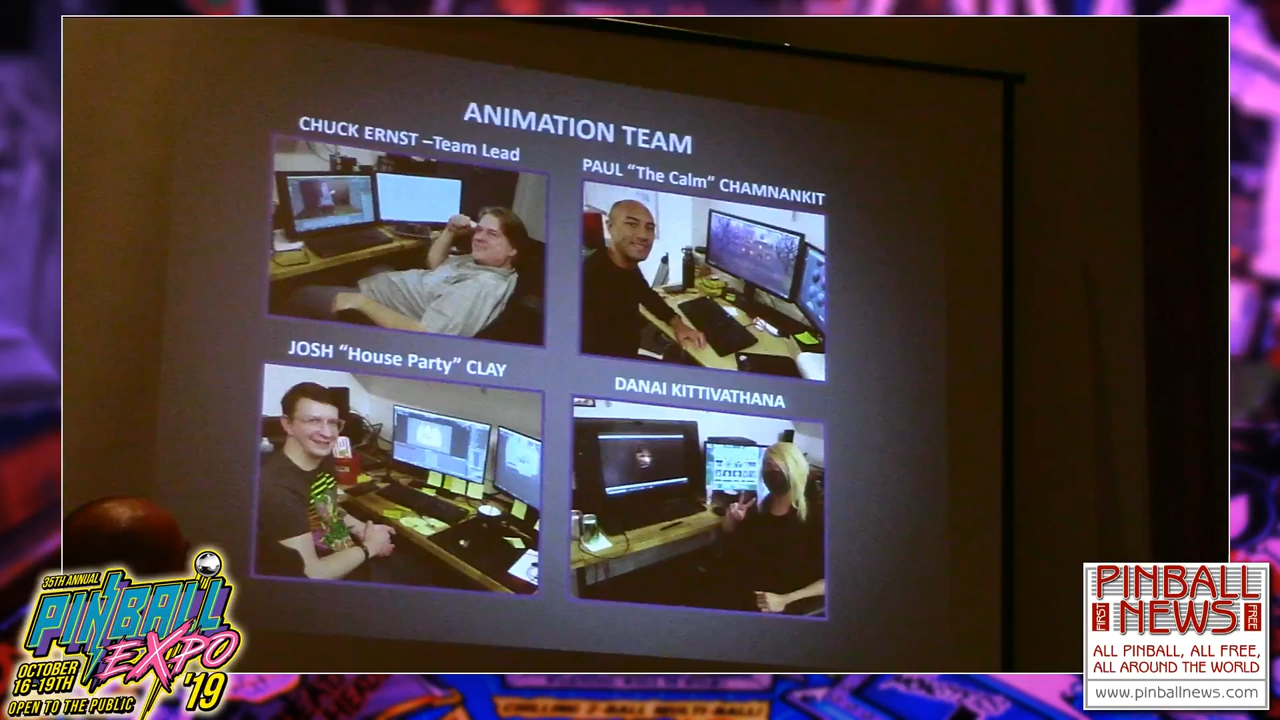 ANIMATION TEAM
CHUCK ERNST –Team Lead
PAUL “The Calm” CHAMNANKIT
JOSH “House Party” CLAY
DANAI KITTIVATHANA
35TH ANNUAL
PINBALL
EXPO
OCTOBER
16-19TH
'19
OPEN TO THE PUBLIC
PINBALL
FIRST NEWS FREE
ALL PINBALL, ALL FREE,
ALL AROUND THE WORLD
www.pinballnews.com